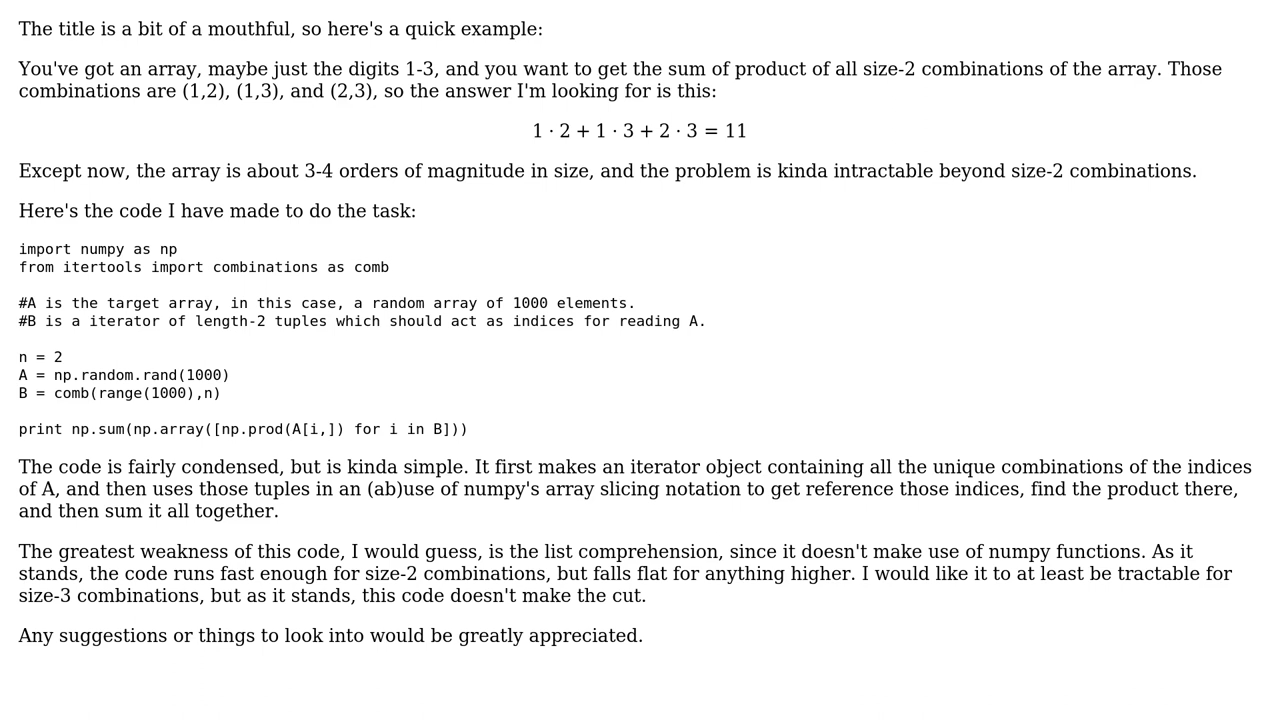 The title is a bit of a mouthful, so here's a quick example:
You've got an array, maybe just the digits 1-3, and you want to get the sum of product of all size-2 combinations of the array. Those
combinations are (1,2), (1,3), and (2,3), so the answer I'm looking for is this:
1 · 2 + 1 · 3 + 2 · 3 = 11
Except now, the array is about 3-4 orders of magnitude in size, and the problem is kinda intractable beyond size-2 combinations.
Here's the code I have made to do the task:
import numpy as np
from itertools import combinations as comb
#A is the target array, in this case, a random array of 1000 elements.
#B is a iterator of length-2 tuples which should act as indices for reading A.
n = 2
A = np.random.rand(1000)
B = comb(range(1000),n)
print np.sum(np.array([np.prod(A[i,]) for i in B]))
The code is fairly condensed, but is kinda simple. It first makes an iterator object containing all the unique combinations of the indices
of A, and then uses those tuples in an (ab)use of numpy's array slicing notation to get reference those indices, find the product there,
and then sum it all together.
The greatest weakness of this code, I would guess, is the list comprehension, since it doesn't make use of numpy functions. As it
stands, the code runs fast enough for size-2 combinations, but falls flat for anything higher. I would like it to at least be tractable for
size-3 combinations, but as it stands, this code doesn't make the cut.
Any suggestions or things to look into would be greatly appreciated.